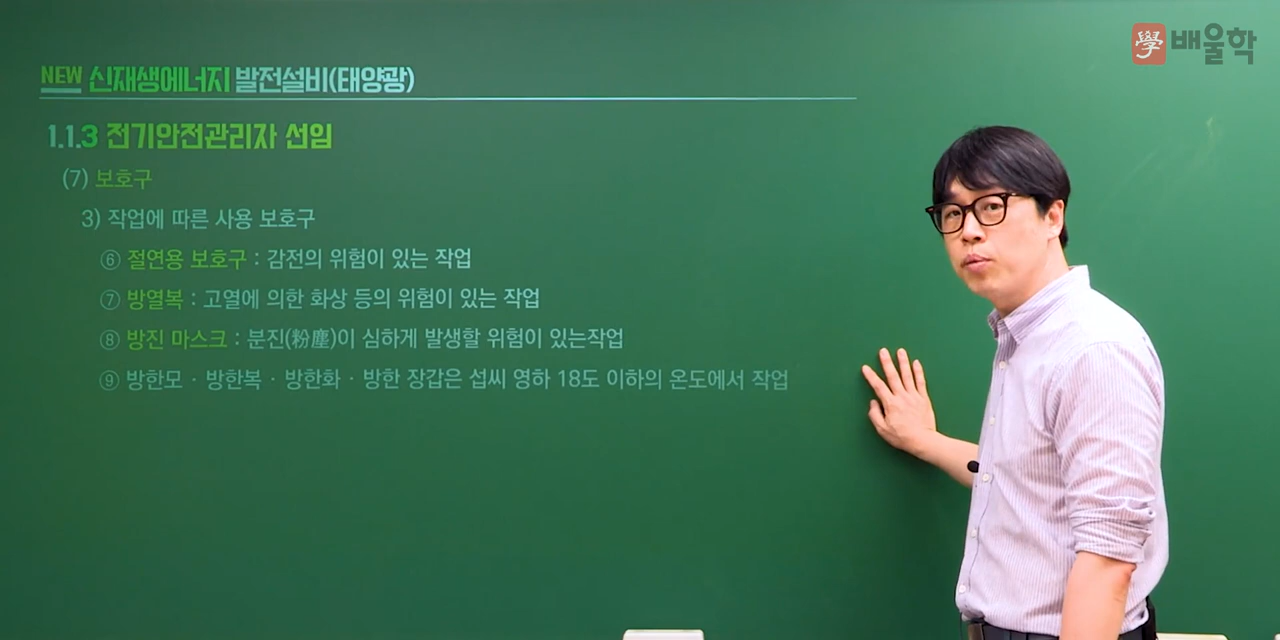 學 배울학
NEW 신재생에너지 발전설비(태양광)
1.1.3 전기안전관리자 선임
(7) 보호구
3) 작업에 따른 사용 보호구
⑥ 절연용 보호구 : 감전의 위험이 있는 작업
⑦ 방열복 : 고열에 의한 화상 등의 위험이 있는 작업
⑧ 방진 마스크 : 분진(粉塵)이 심하게 발생할 위험이 있는작업
⑨ 방한모 · 방한복 · 방한화 · 방한 장갑은 섭씨 영하 18도 이하의 온도에서 작업